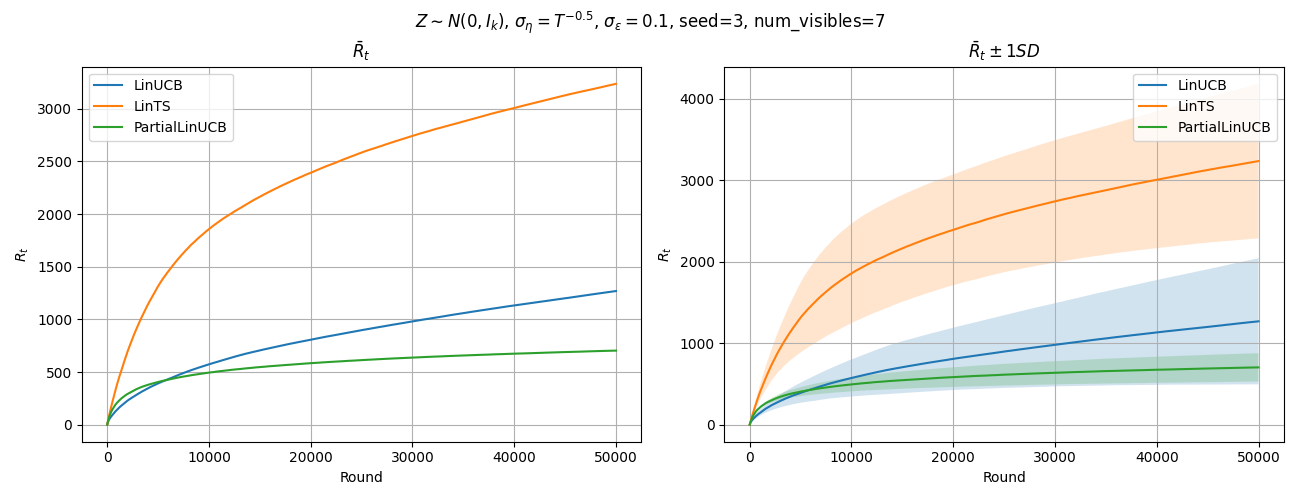 Z ∼ N(0, I_k), σ_η = T^{−0.5}, σ_ε = 0.1, seed=3, num_visibles=7
R̄_t
3000
2500
2000
1500
1000
500
0
R_t
LinUCB
LinTS
PartialLinUCB
0 10000 20000 30000 40000 50000
Round
R̄_t ± 1SD
4000
3000
2000
1000
0
R_t
LinUCB
LinTS
PartialLinUCB
0 10000 20000 30000 40000 50000
Round